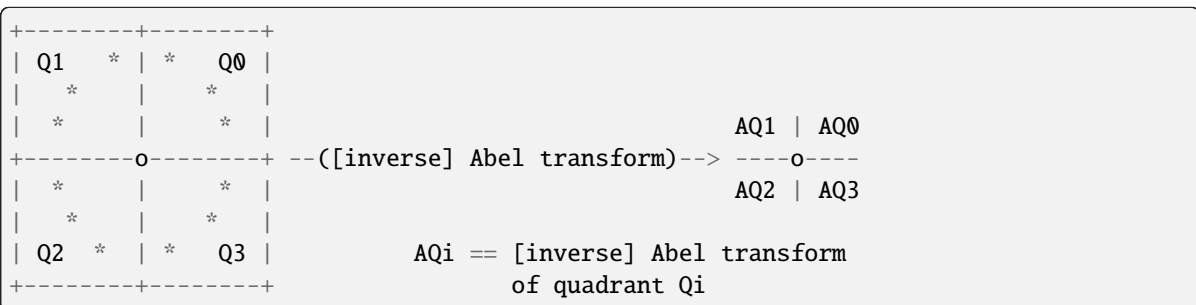 +--------+--------+
| Q1   * | *   Q0 |
|   *    |    *   |
|  *     |     *  |                               AQ1 | AQ0
+--------o--------+ --([inverse] Abel transform)--> ----o----
|  *     |     *  |                               AQ2 | AQ3
|   *    |    *   |
| Q2  *  | *   Q3 |          AQi == [inverse] Abel transform
+--------+--------+                 of quadrant Qi